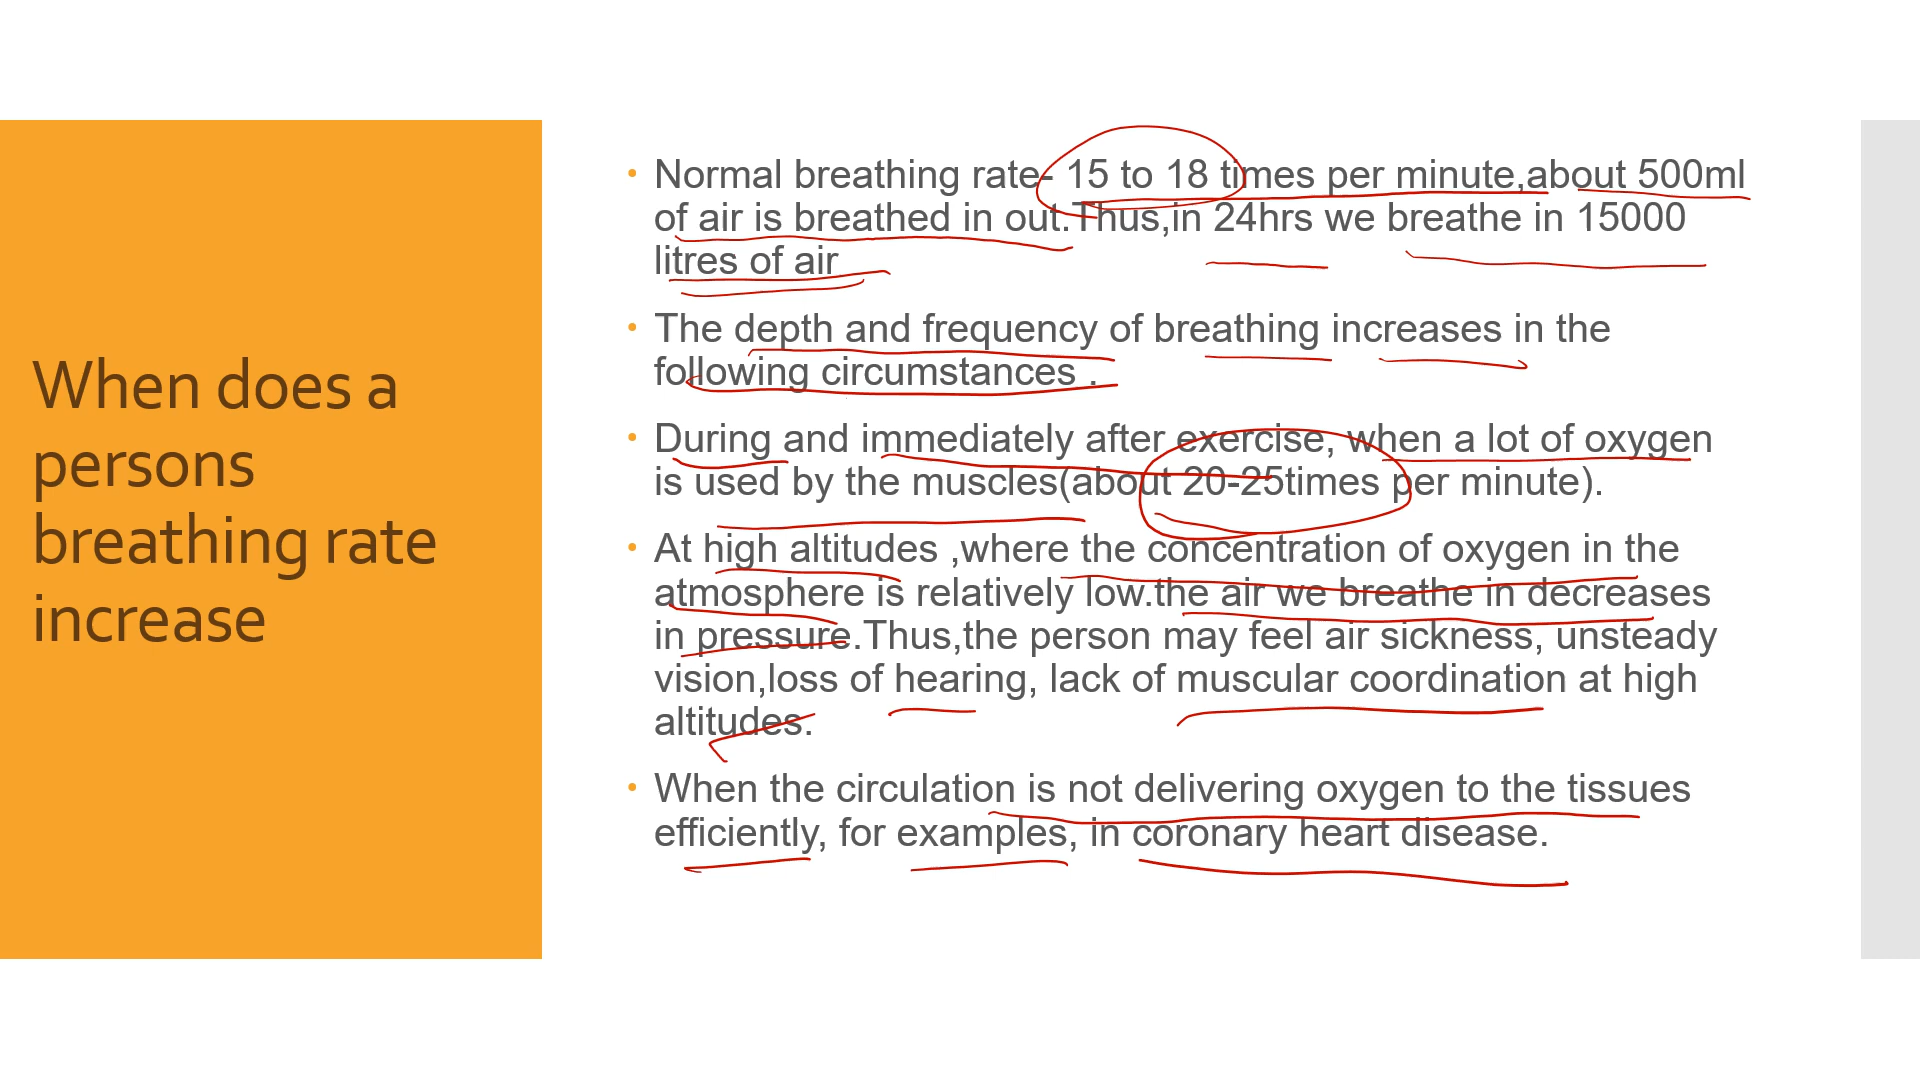 When does a
persons
breathing rate
increase
• Normal breathing rate- 15 to 18 times per minute,about 500ml
of air is breathed in out.Thus,in 24hrs we breathe in 15000
litres of air
• The depth and frequency of breathing increases in the
following circumstances .
• During and immediately after exercise, when a lot of oxygen
is used by the muscles(about 20-25times per minute).
• At high altitudes ,where the concentration of oxygen in the
atmosphere is relatively low.the air we breathe in decreases
in pressure.Thus,the person may feel air sickness, unsteady
vision,loss of hearing, lack of muscular coordination at high
altitudes.
• When the circulation is not delivering oxygen to the tissues
efficiently, for examples, in coronary heart disease.